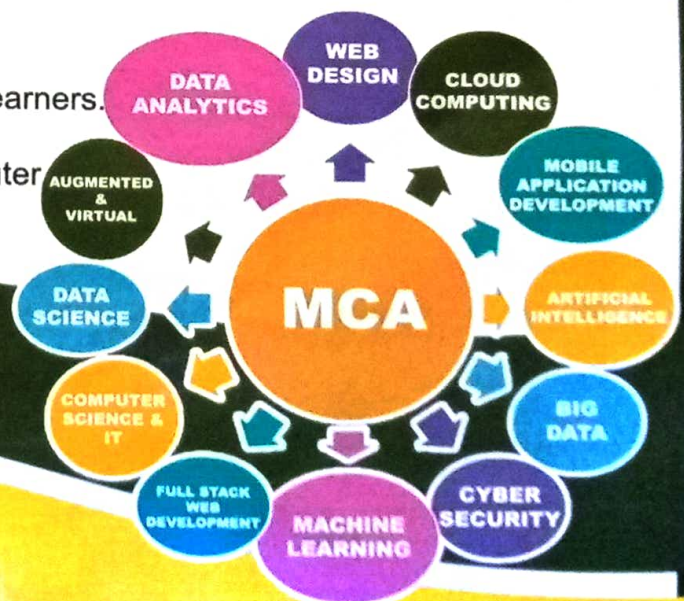 earners.
uter
WEB
DESIGN
CLOUD
COMPUTING
MOBILE
APPLICATION
DEVELOPMENT
ARTIFICIAL
INTELLIGENCE
BIG
DATA
CYBER
SECURITY
MACHINE
LEARNING
FULL STACK
WEB
DEVELOPMENT
COMPUTER
SCIENCE &
IT
DATA
SCIENCE
AUGMENTED
&
VIRTUAL
DATA
ANALYTICS
MCA